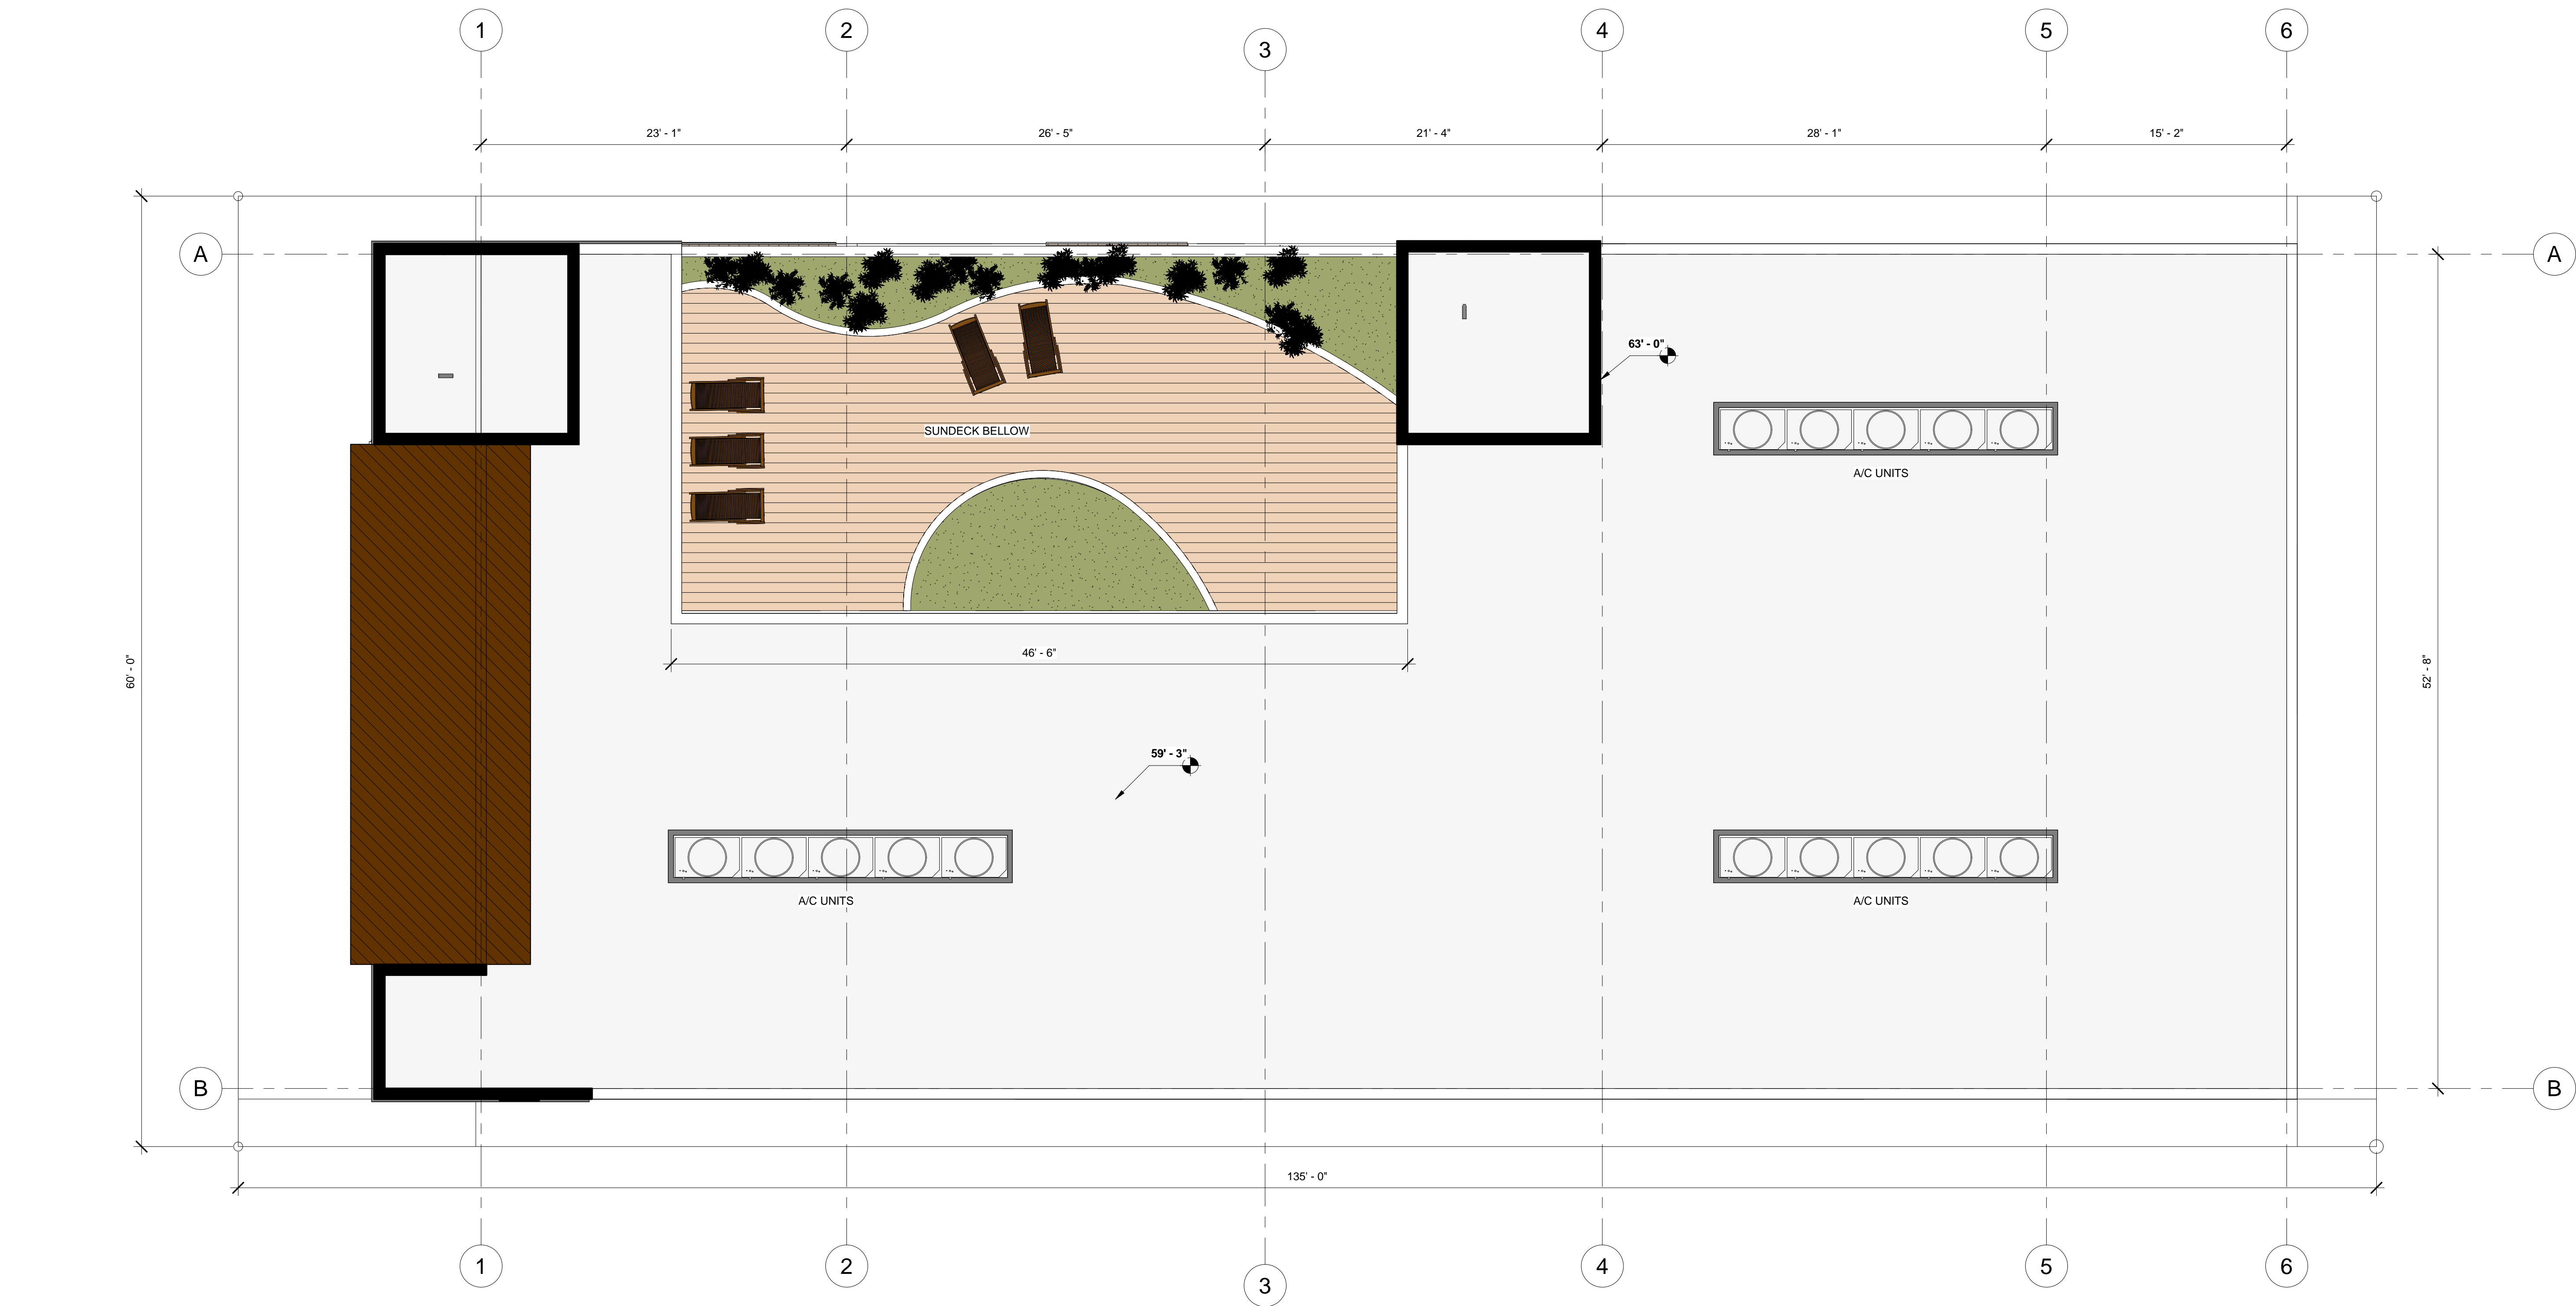 1
2
3
4
5
6
23' - 1"
26' - 5"
21' - 4"
28' - 1"
15' - 2"
A
A
63' - 0"
SUNDECK BELLOW
A/C UNITS
46' - 6"
60' - 0"
52' - 8"
59' - 3"
A/C UNITS
A/C UNITS
B
B
135' - 0"
1
2
3
4
5
6